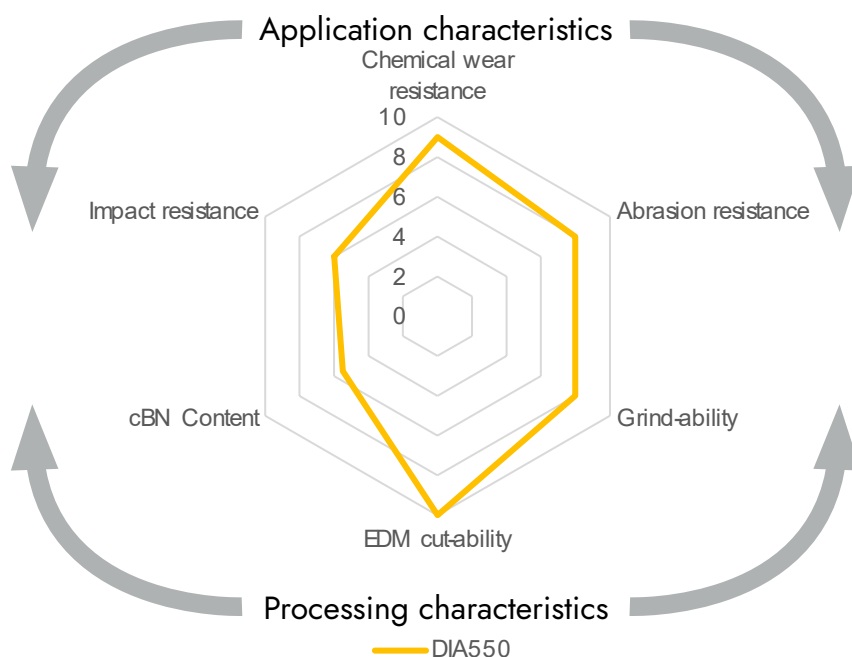 Application characteristics
Chemical wear
resistance
10
8
6
4
2
0
Impact resistance
Abrasion resistance
cBN Content
Grind-ability
EDM cut-ability
Processing characteristics
DIA550